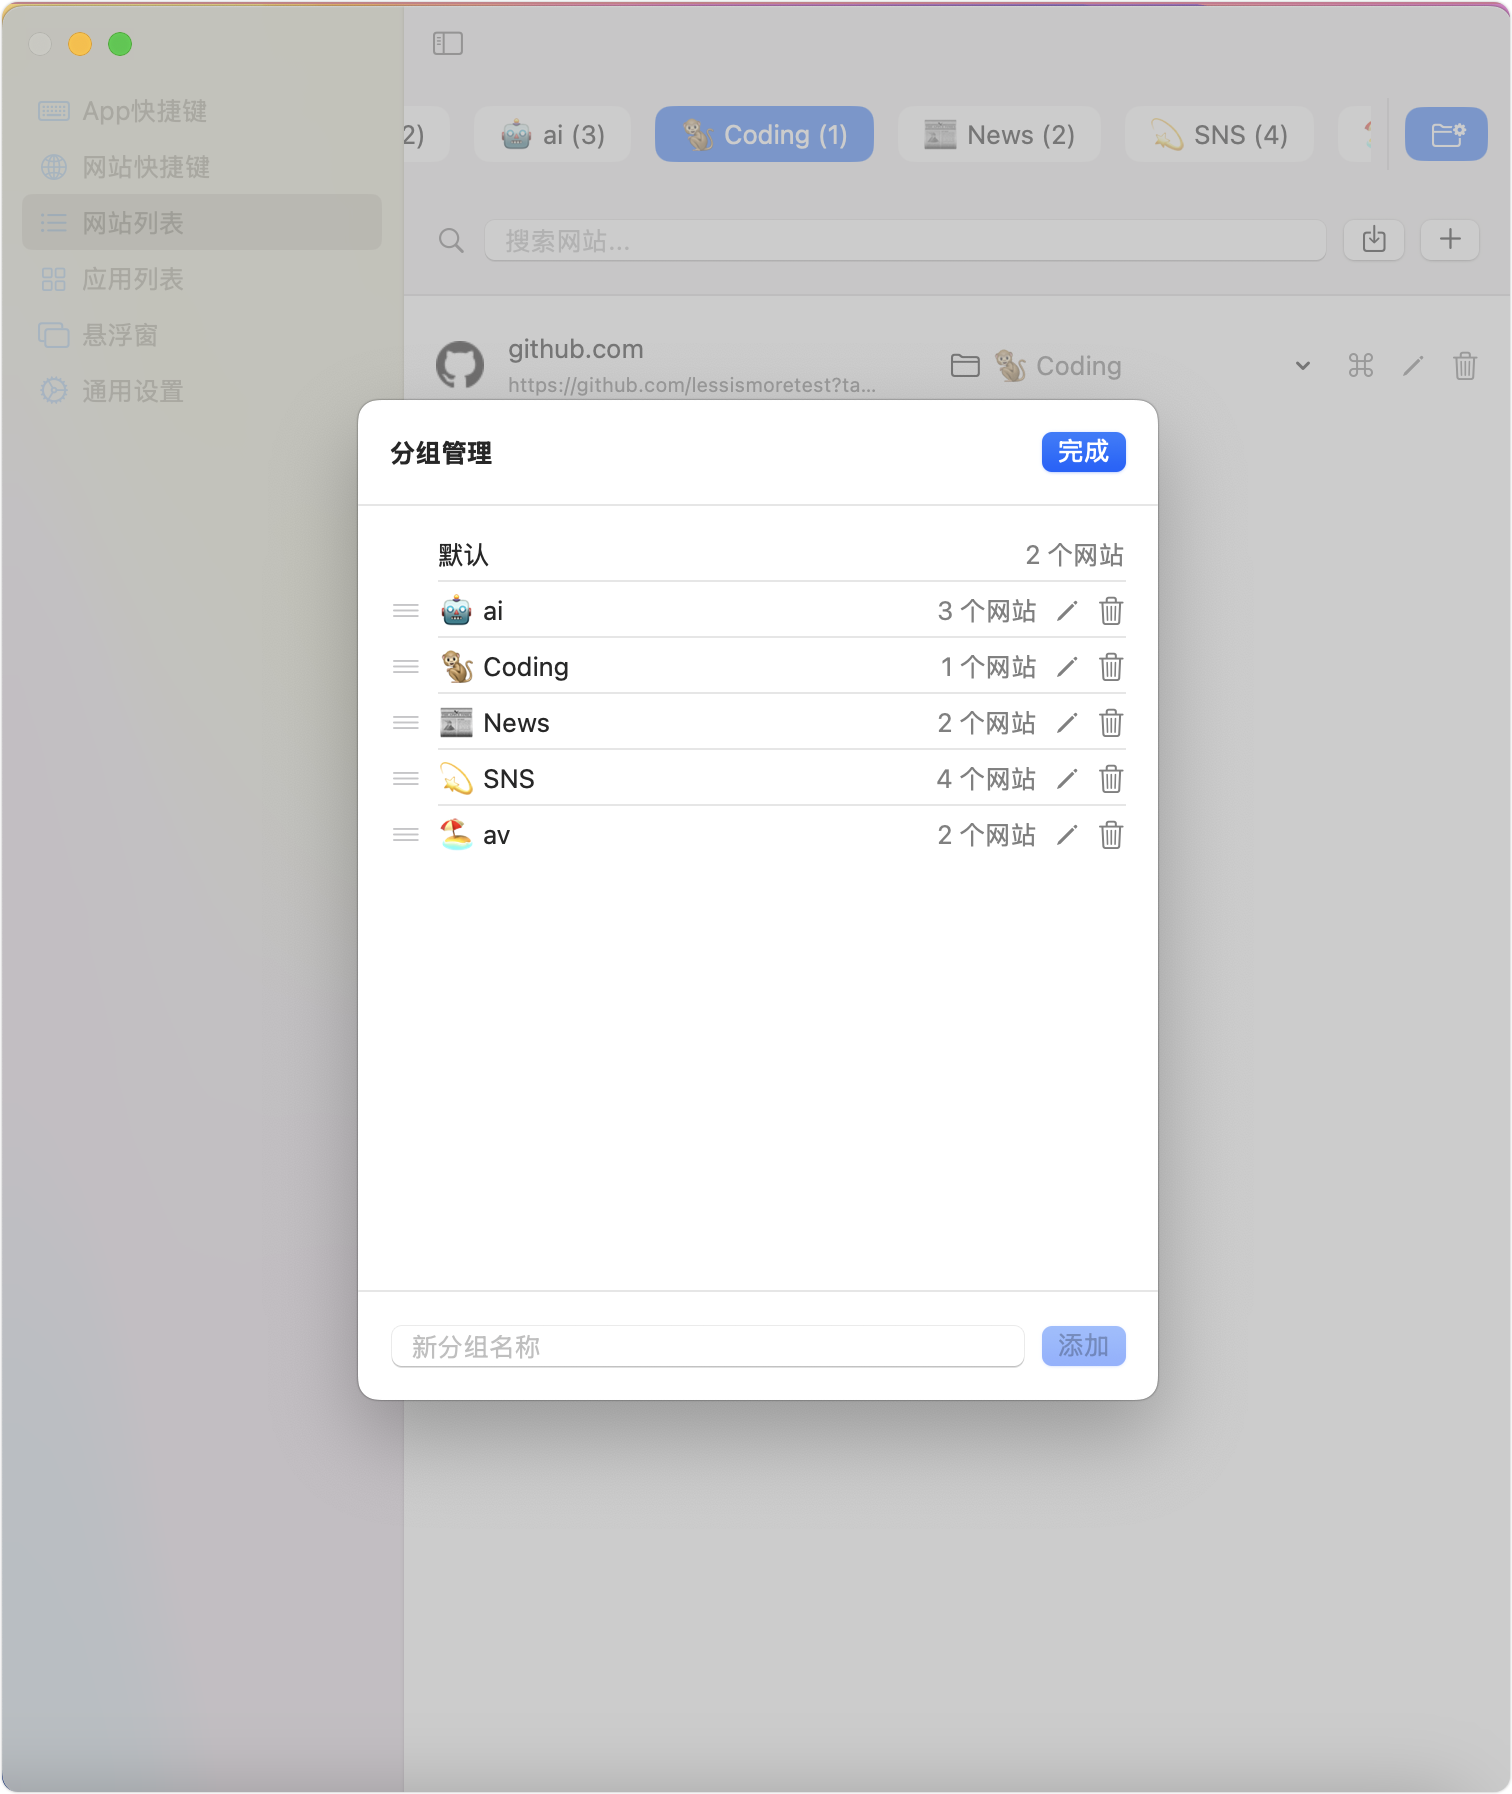 App快捷键
网站快捷键
网站列表
应用列表
悬浮窗
通用设置
2)
🤖 ai (3)
🐒 Coding (1)
📰 News (2)
💫 SNS (4)
搜索网站...
github.com
https://github.com/lessismoretest?ta...
🐒 Coding
分组管理
完成
默认 2 个网站
🤖 ai 3 个网站
🐒 Coding 1 个网站
📰 News 2 个网站
💫 SNS 4 个网站
🏖️ av 2 个网站
新分组名称
添加